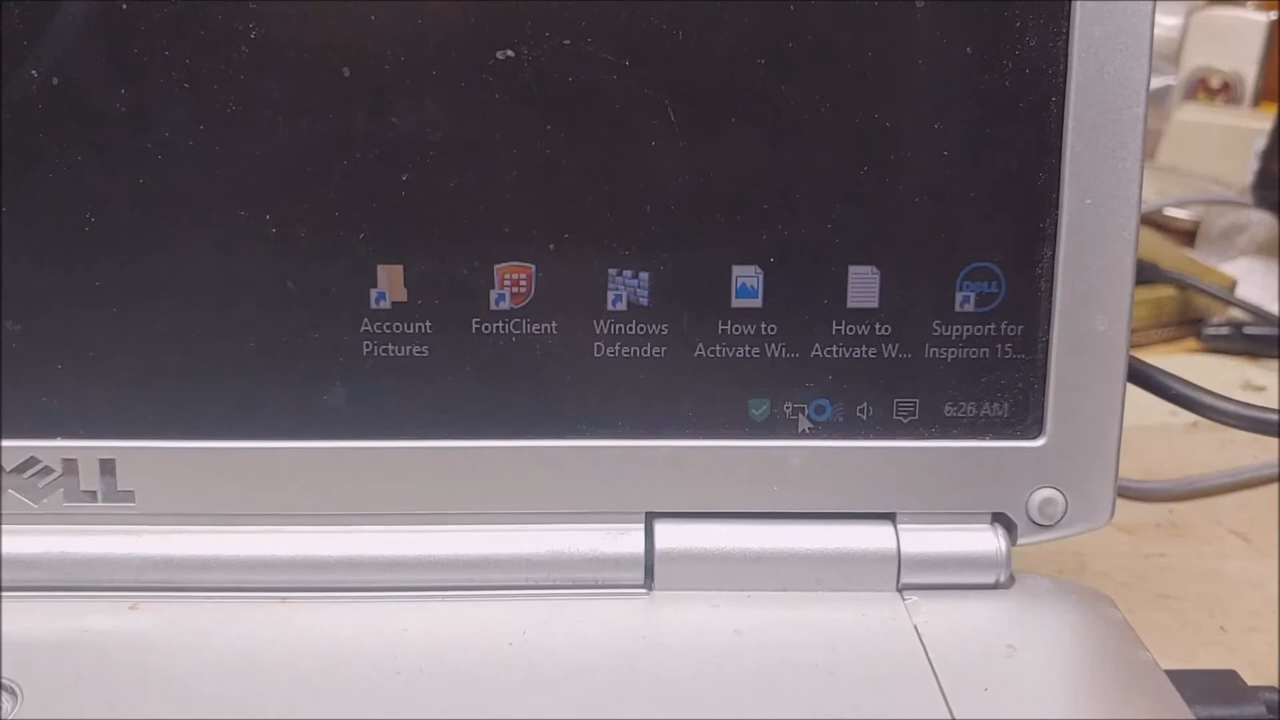 Account
Pictures
FortiClient
Windows
Defender
How to
Activate Wi...
How to
Activate W...
DELL
Support for
Inspiron 15...
6:26 AM
DELL